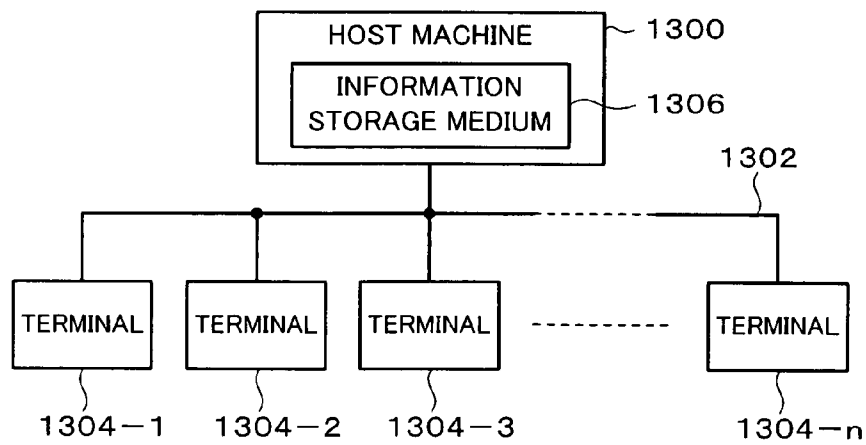 HOST MACHINE
1300
INFORMATION
STORAGE MEDIUM
1306
1302
TERMINAL
TERMINAL
TERMINAL
TERMINAL
1304-1
1304-2
1304-3
1304-n